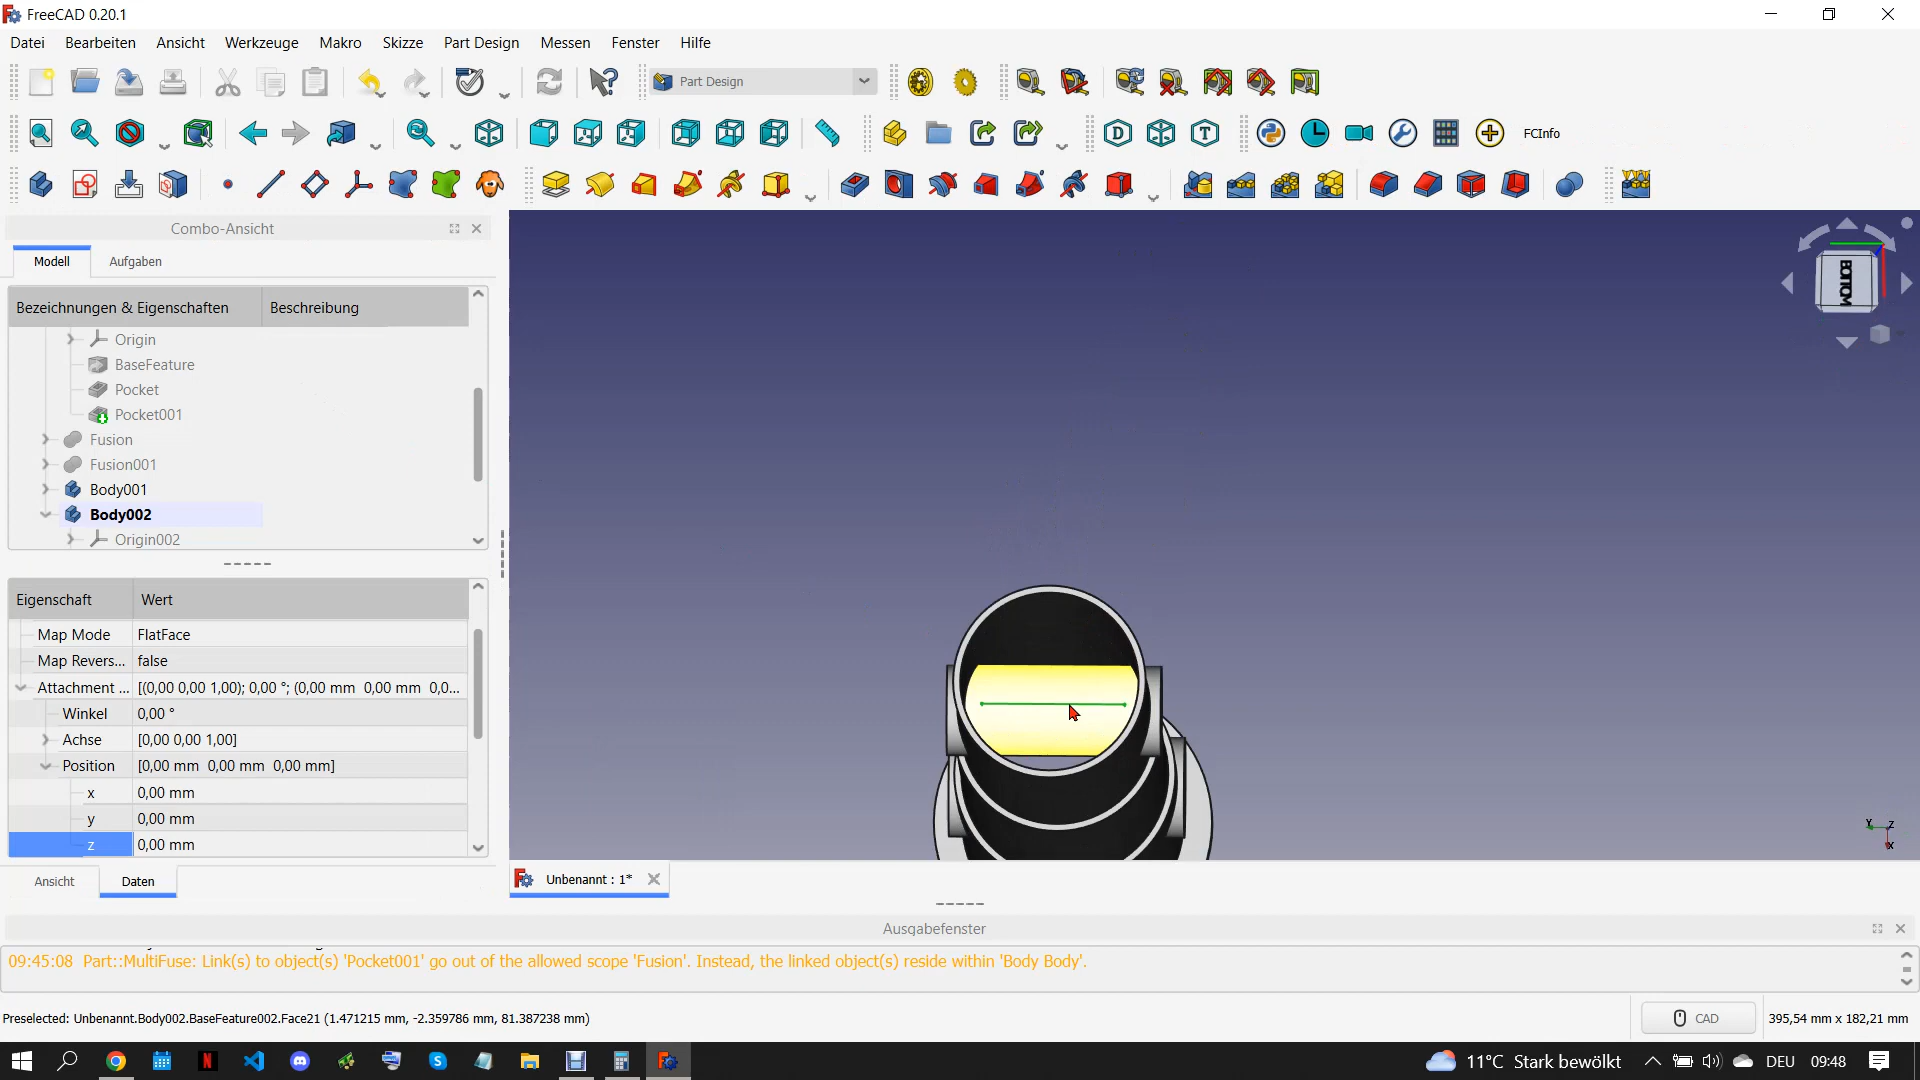 FreeCAD 0.20.1
Datei Bearbeiten Ansicht Werkzeuge Makro Skizze Part Design Messen Fenster Hilfe
Part Design
D T FCInfo
Combo-Ansicht
Modell Aufgaben
Bezeichnungen & Eigenschaften Beschreibung
Origin
BaseFeature
Pocket
Pocket001
Fusion
Fusion001
Body001
Body002
Origin002
Eigenschaft Wert
Map Mode FlatFace
Map Revers... false
Attachment ... [(0,00 0,00 1,00); 0,00 °; (0,00 mm 0,00 mm 0,0...
Winkel 0,00 °
Achse [0,00 0,00 1,00]
Position [0,00 mm 0,00 mm 0,00 mm]
x 0,00 mm
y 0,00 mm
z 0,00 mm
Ansicht Daten
BOTTOM
Y Z
X
Unbenannt : 1*
Ausgabefenster
09:45:08 Part::MultiFuse: Link(s) to object(s) 'Pocket001' go out of the allowed scope 'Fusion'. Instead, the linked object(s) reside within 'Body Body'.
Preselected: Unbenannt.Body002.BaseFeature002.Face21 (1.471215 mm, -2.359786 mm, 81.387238 mm)
CAD 395,54 mm x 182,21 mm
11°C Stark bewölkt DEU 09:48